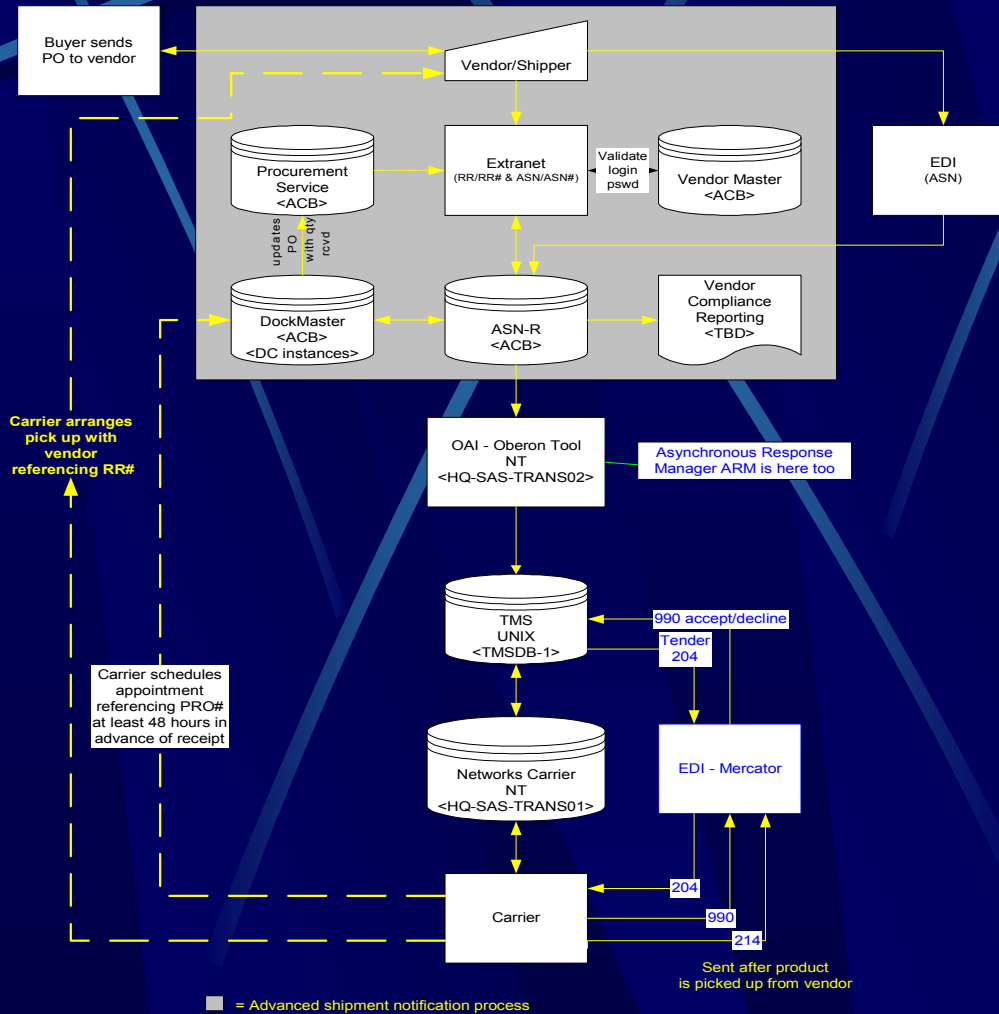 Buyer sends
PO to vendor
Vendor/Shipper
Procurement
Service
<ACB>
Extranet
(RR/RR# & ASN/ASN#)
Validate
login
pswd
Vendor Master
<ACB>
EDI
(ASN)
updates
PO
with qty
rcvd
DockMaster
<ACB>
<DC instances>
ASN-R
<ACB>
Vendor
Compliance
Reporting
<TBD>
Carrier arranges
pick up with
vendor
referencing RR#
OAI - Oberon Tool
NT
<HQ-SAS-TRANS02>
Asynchronous Response
Manager ARM is here too
TMS
UNIX
<TMSDB-1>
990 accept/decline
Tender
204
Carrier schedules
appointment
referencing PRO#
at least 48 hours in
advance of receipt
Networks Carrier
NT
<HQ-SAS-TRANS01>
EDI - Mercator
Carrier
204
990
214
Sent after product
is picked up from vendor
= Advanced shipment notification process